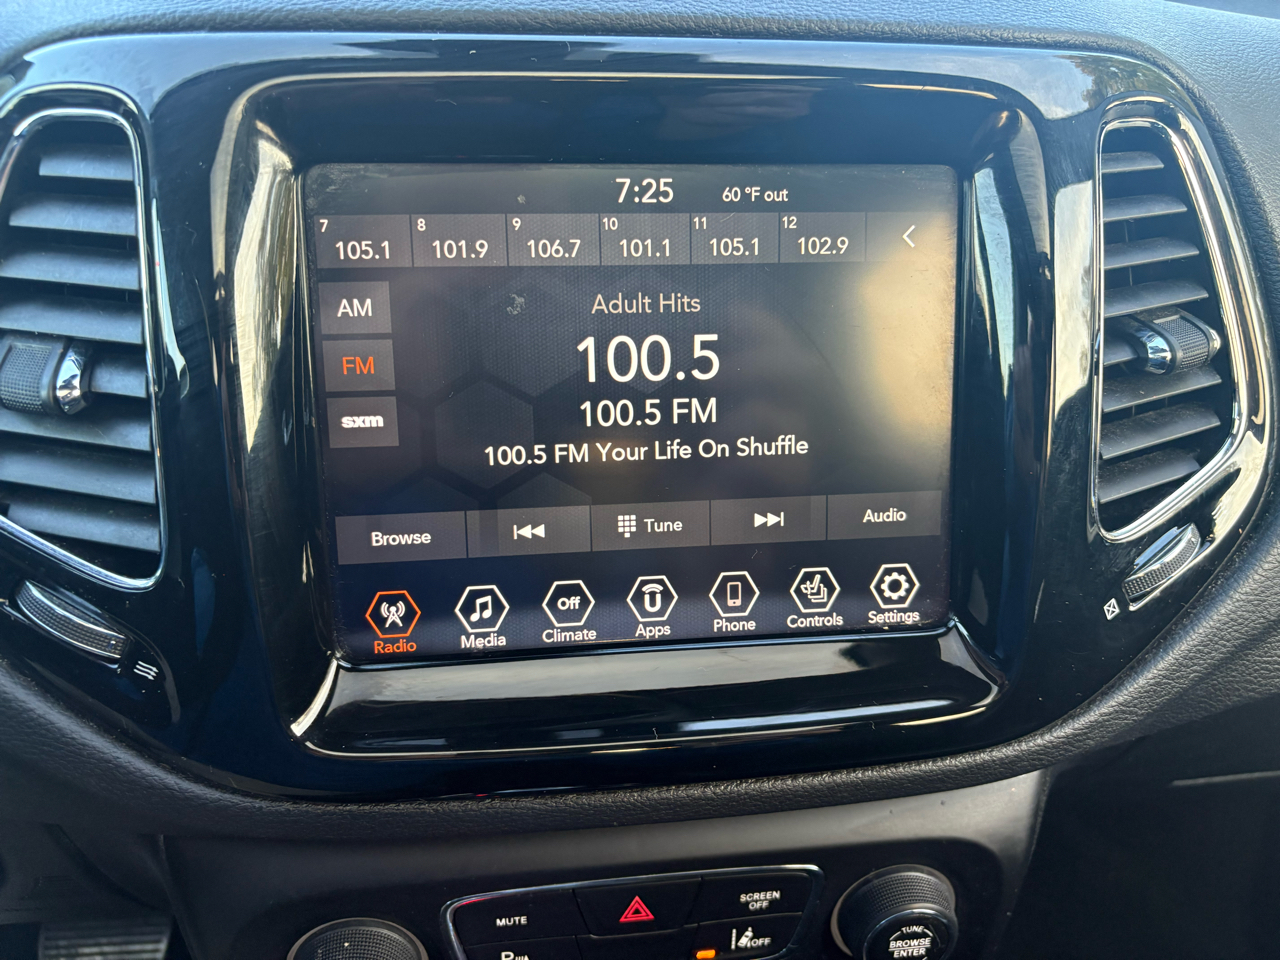 7:25 60 °F out
7 8 9 10 11 12
105.1 101.9 106.7 101.1 105.1 102.9
AM
FM
sxm
Adult Hits
100.5
100.5 FM
100.5 FM Your Life On Shuffle
Browse Tune Audio
Off
Radio Media Climate Apps Phone Controls Settings
MUTE
SCREEN
OFF
OFF
TUNE
BROWSE
ENTER